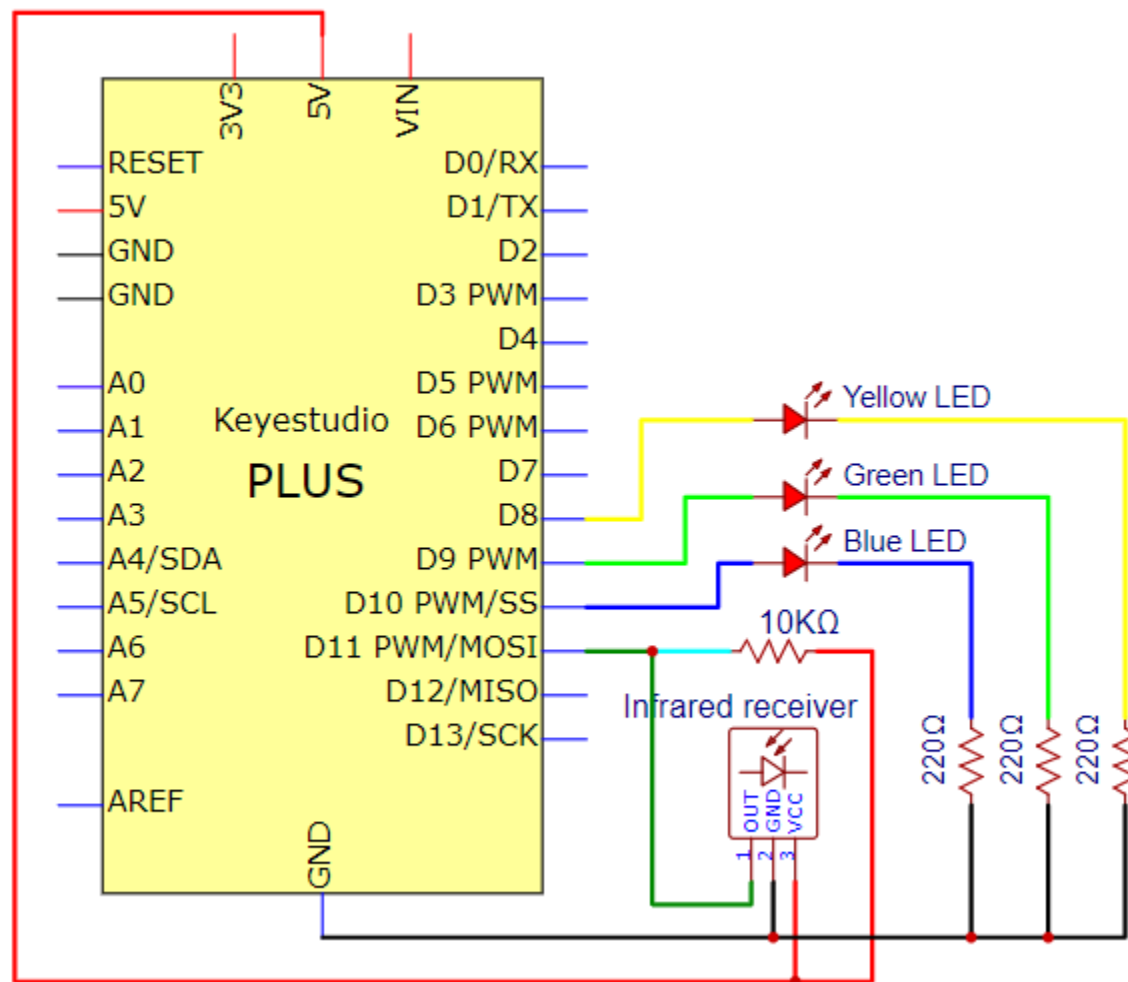 3V3
5V
VIN
RESET
5V
GND
GND
A0
A1
A2
A3
A4/SDA
A5/SCL
A6
A7
AREF
GND
Keyestudio
PLUS
D0/RX
D1/TX
D2
D3 PWM
D4
D5 PWM
D6 PWM
D7
D8
D9 PWM
D10 PWM/SS
D11 PWM/MOSI
D12/MISO
D13/SCK
Yellow LED
Green LED
Blue LED
10KΩ
Infrared receiver
OUT
GND
VCC
1
2
3
220Ω
220Ω
220Ω